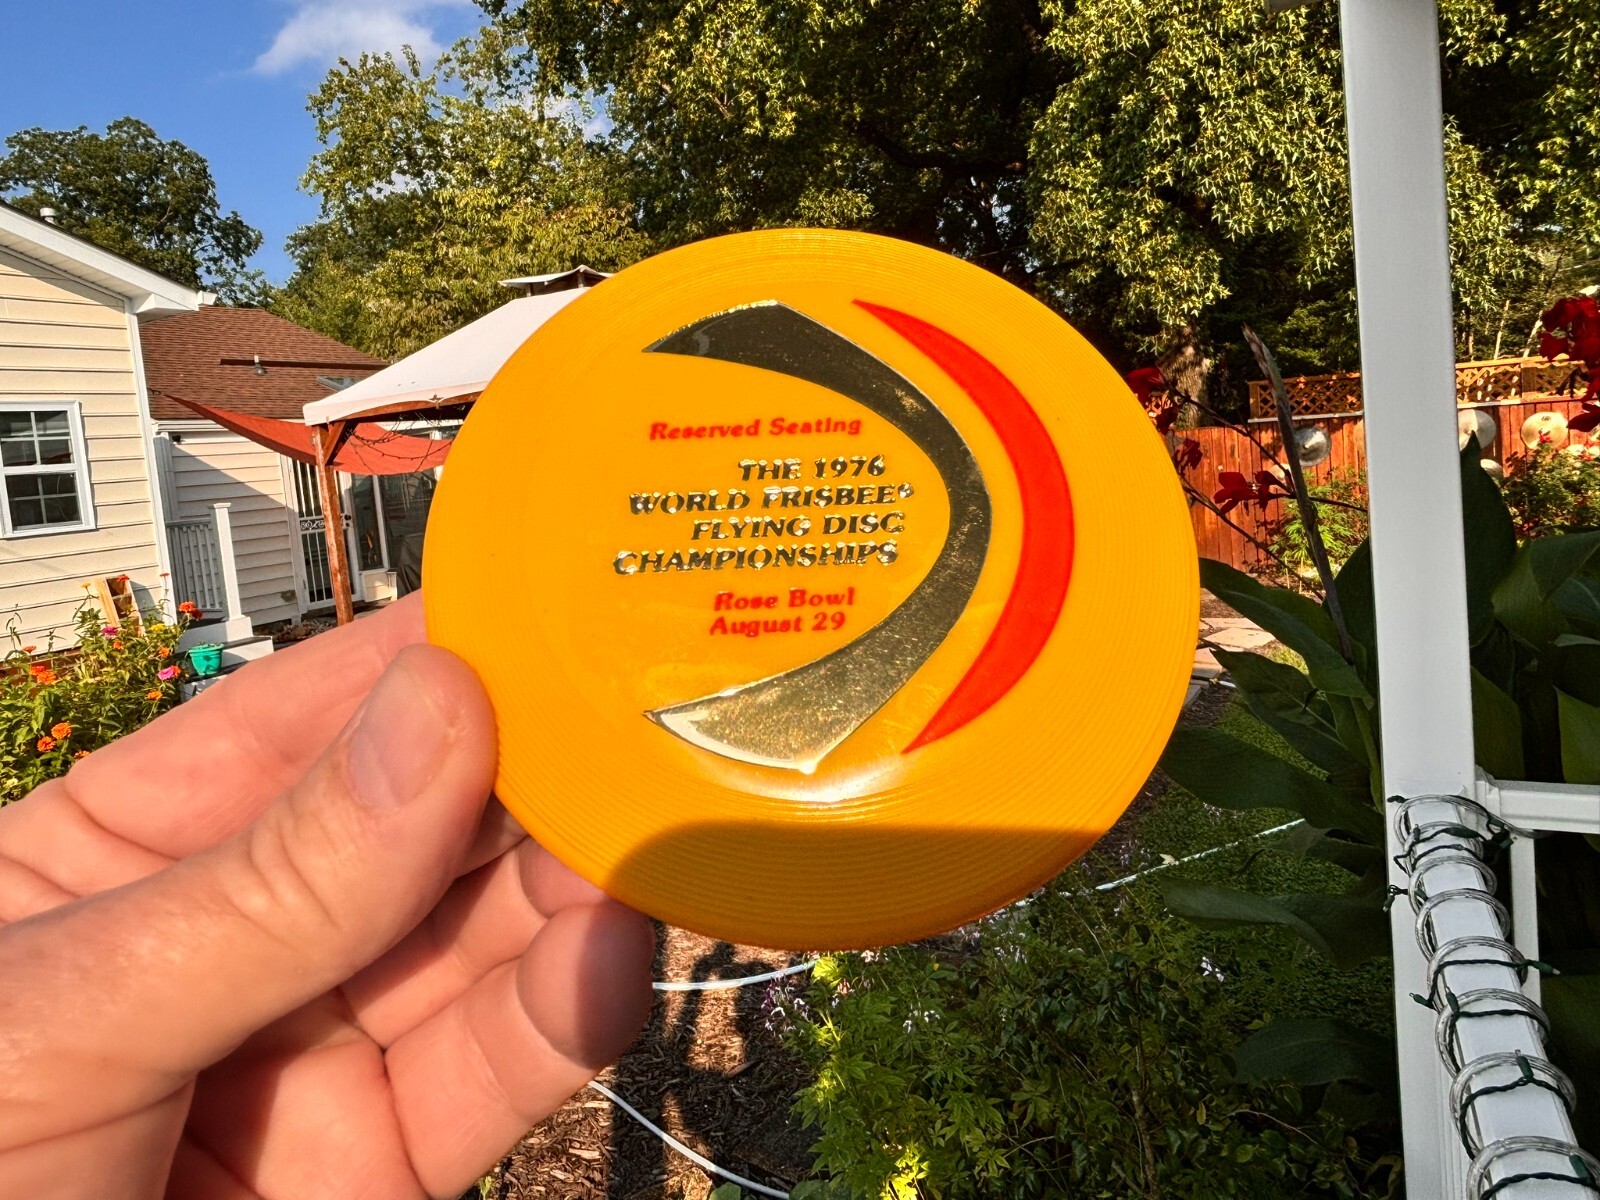 Reserved Seating
THE 1976
WORLD FRISBEE®
FLYING DISC
CHAMPIONSHIPS
Rose Bowl
August 29